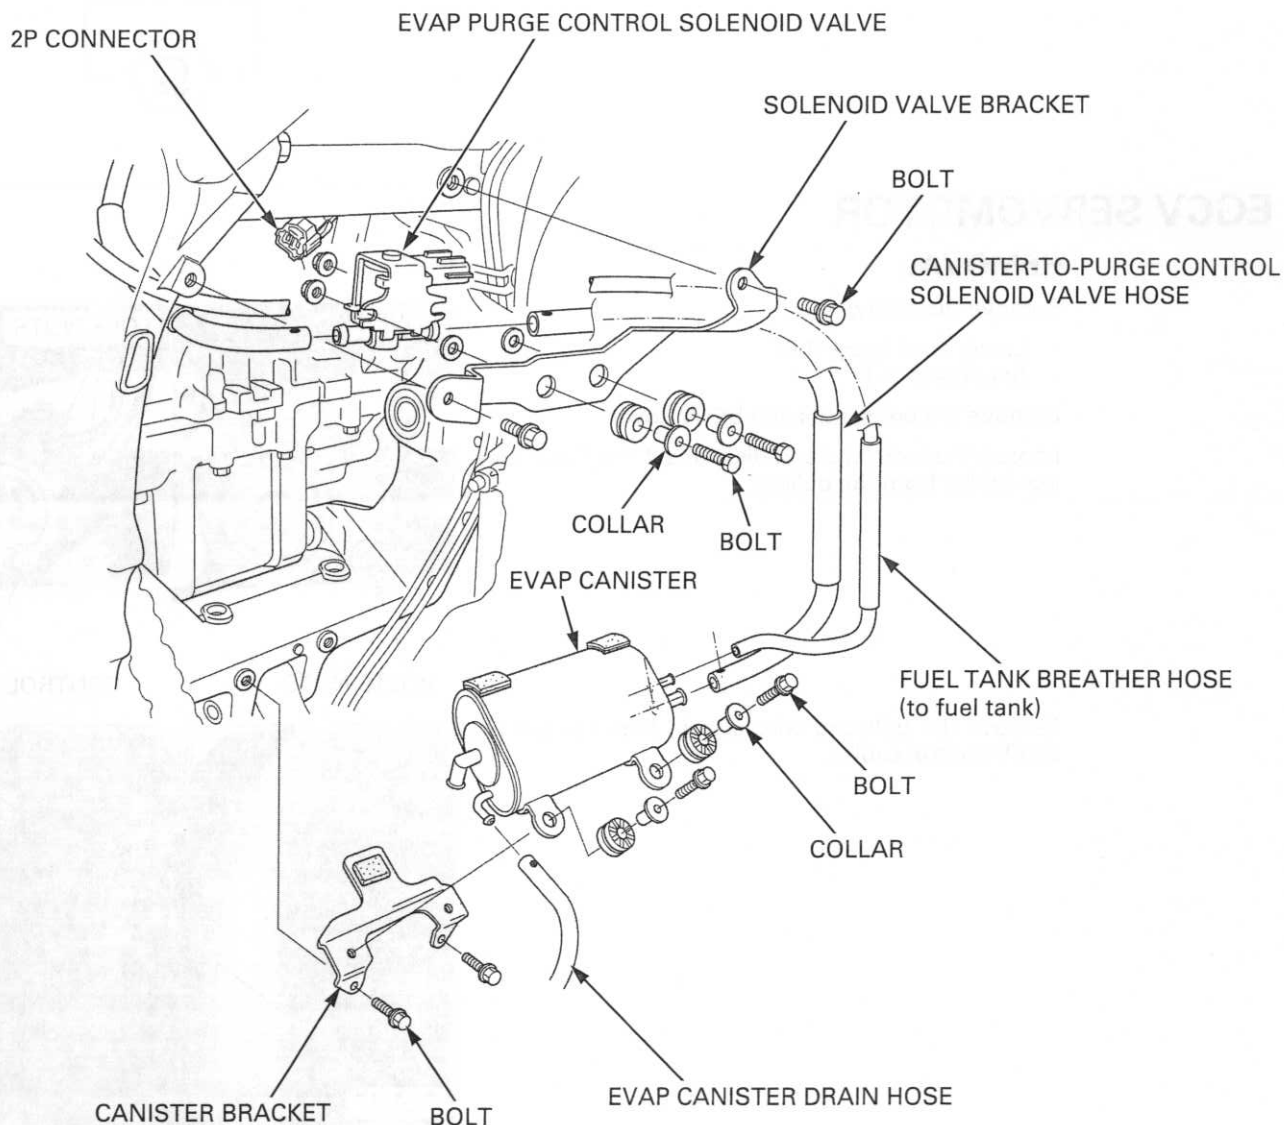 EVAP PURGE CONTROL SOLENOID VALVE
2P CONNECTOR
SOLENOID VALVE BRACKET
BOLT
CANISTER-TO-PURGE CONTROL
SOLENOID VALVE HOSE
COLLAR
BOLT
EVAP CANISTER
FUEL TANK BREATHER HOSE
(to fuel tank)
BOLT
COLLAR
EVAP CANISTER DRAIN HOSE
CANISTER BRACKET
BOLT